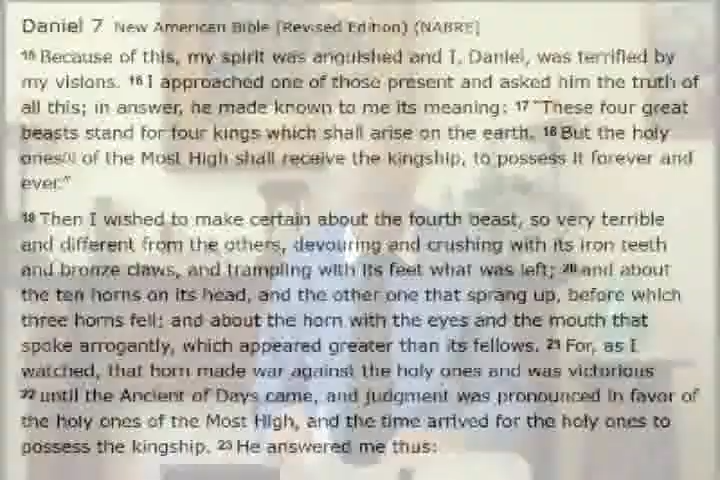 Daniel 7 New American Bible (Revised Edition) (NABRE)
15 Because of this, my spirit was anguished and I, Daniel, was terrified by
my visions. 16 I approached one of those present and asked him the truth of
all this; in answer, he made known to me its meaning: 17 "These four great
beasts stand for four kings which shall arise on the earth. 18 But the holy
ones of the Most High shall receive the kingship, to possess it forever and
ever."
19 Then I wished to make certain about the fourth beast, so very terrible
and different from the others, devouring and crushing with its iron teeth
and bronze claws, and trampling with its feet what was left; 20 and about
the ten horns on its head, and the other one that sprang up, before which
three horns fell; and about the horn with the eyes and the mouth that
spoke arrogantly, which appeared greater than its fellows. 21 For, as I
watched, that horn made war against the holy ones and was victorious
22 until the Ancient of Days came, and judgment was pronounced in favor of
the holy ones of the Most High, and the time arrived for the holy ones to
possess the kingship. 23 He answered me thus: